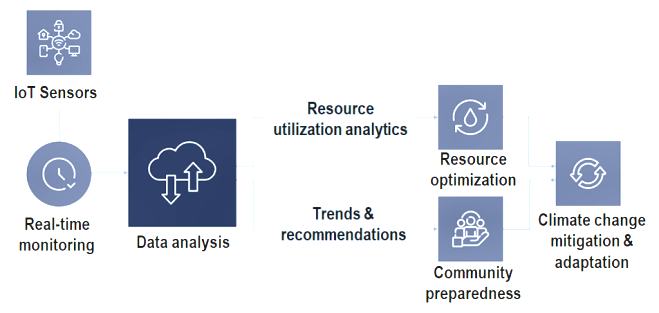 IoT Sensors
Real-time
monitoring
Data analysis
Resource
utilization analytics
Trends &
recommendations
Resource
optimization
Community
preparedness
Climate change
mitigation &
adaptation